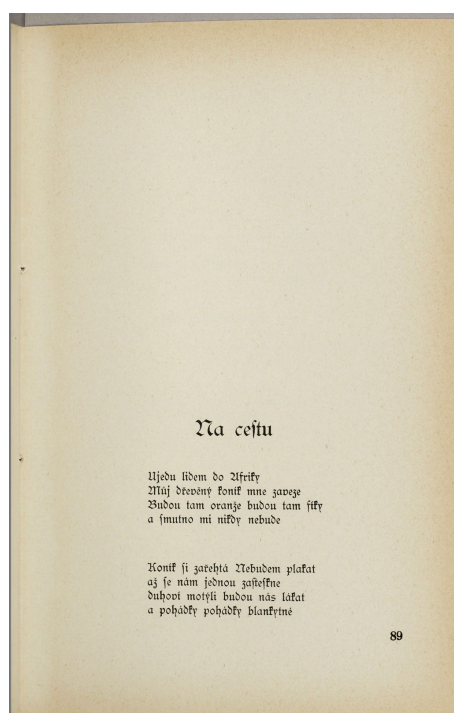 Na cestu
Ujedu lidem do Afriky
Můj dřevěný koník mne zaveze
Budou tam oranže budou tam fíky
a smutno mi nikdy nebude
Koník si zařehtá Nebudem plakat
až se nám jednou zasteskne
duhoví motýli budou nás lákat
a pohádky pohádky blankytné
89